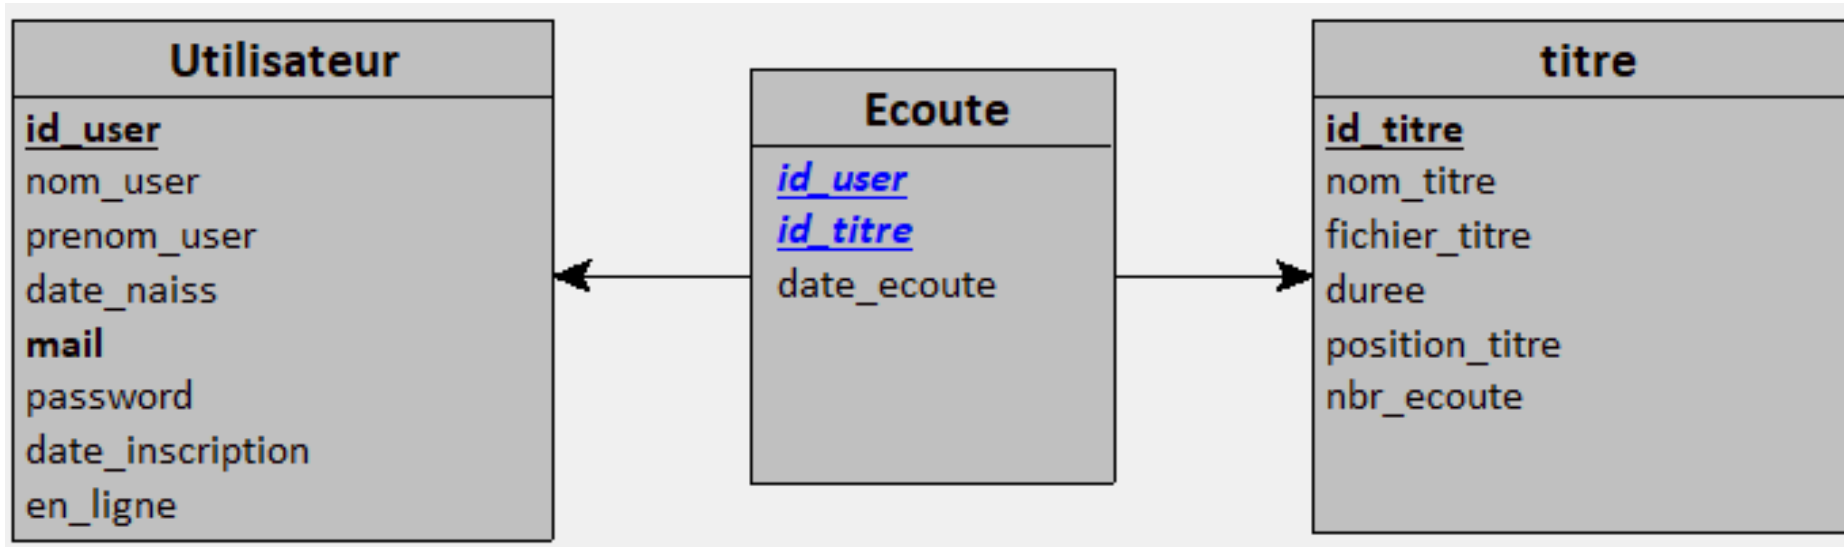 Utilisateur
id_user
nom_user
prenom_user
date_naiss
mail
password
date_inscription
en_ligne
Ecoute
id_user
id_titre
date_ecoute
titre
id_titre
nom_titre
fichier_titre
duree
position_titre
nbr_ecoute